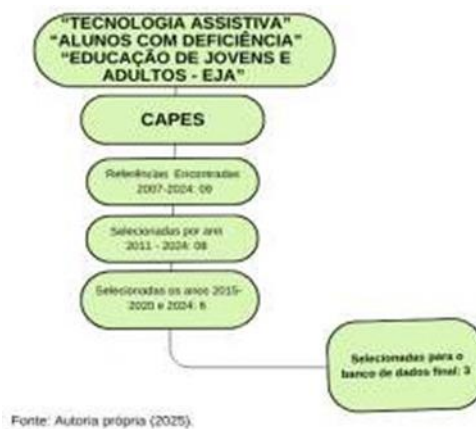 “TECNOLOGIA ASSISTIVA”
“ALUNOS COM DEFICIÊNCIA”
“EDUCAÇÃO DE JOVENS E
ADULTOS - EJA”
CAPES
Referências Encontradas
2007-2024: 09
Selecionadas por ano
2011 - 2024: 08
Selecionadas os anos 2015-
2020 e 2024: 6
Selecionadas para o
banco de dados final: 3
Fonte: Autoria própria (2025).